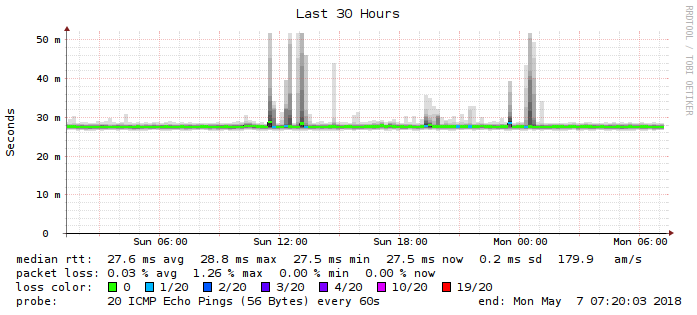 Last 30 Hours
RRDTOOL / TOBI OETIKER
Seconds
50 m
40 m
30 m
20 m
10 m
0
Sun 06:00 Sun 12:00 Sun 18:00 Mon 00:00 Mon 06:00
median rtt: 27.6 ms avg 28.8 ms max 27.5 ms min 27.5 ms now 0.2 ms sd 179.9 am/s
packet loss: 0.03 % avg 1.26 % max 0.00 % min 0.00 % now
loss color: 0 1/20 2/20 3/20 4/20 10/20 19/20
probe: 20 ICMP Echo Pings (56 Bytes) every 60s end: Mon May 7 07:20:03 2018